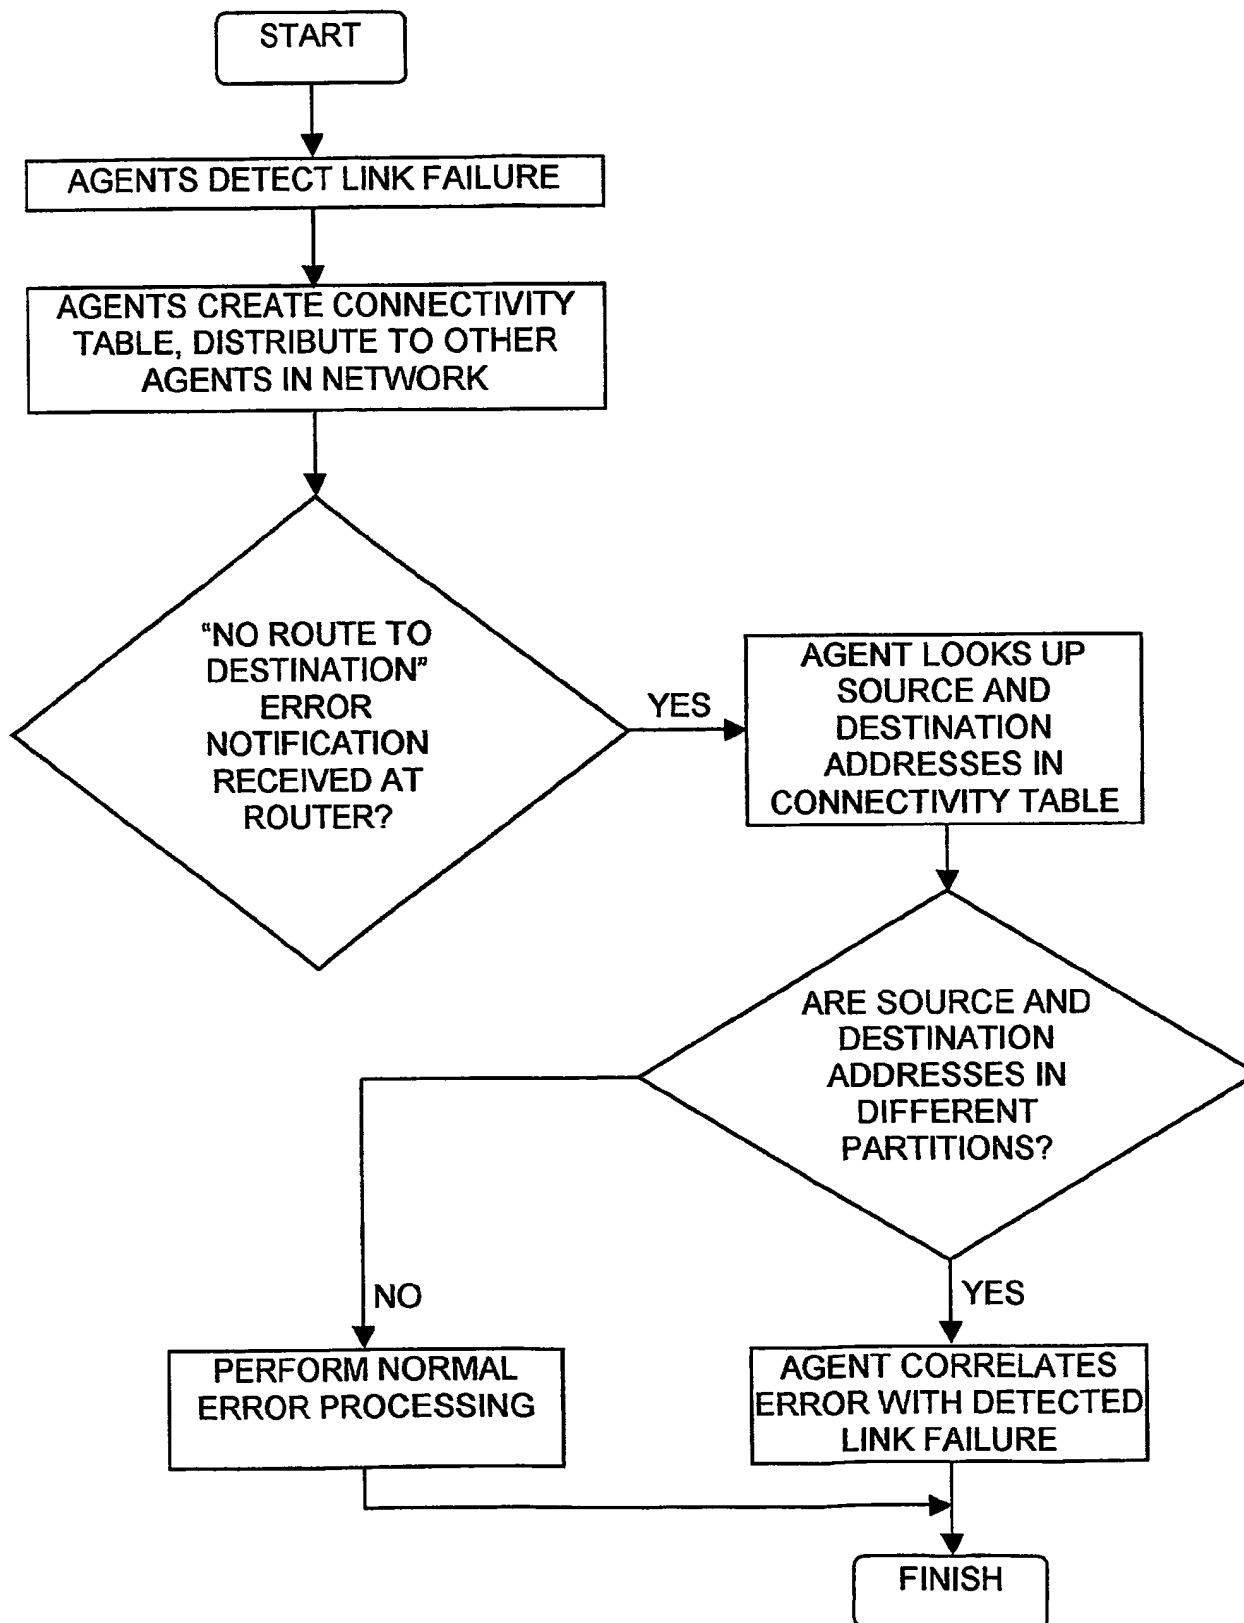 START
AGENTS DETECT LINK FAILURE
AGENTS CREATE CONNECTIVITY
TABLE, DISTRIBUTE TO OTHER
AGENTS IN NETWORK
“NO ROUTE TO
DESTINATION”
ERROR
NOTIFICATION
RECEIVED AT
ROUTER?
YES
AGENT LOOKS UP
SOURCE AND
DESTINATION
ADDRESSES IN
CONNECTIVITY TABLE
ARE SOURCE AND
DESTINATION
ADDRESSES IN
DIFFERENT
PARTITIONS?
NO
YES
PERFORM NORMAL
ERROR PROCESSING
AGENT CORRELATES
ERROR WITH DETECTED
LINK FAILURE
FINISH